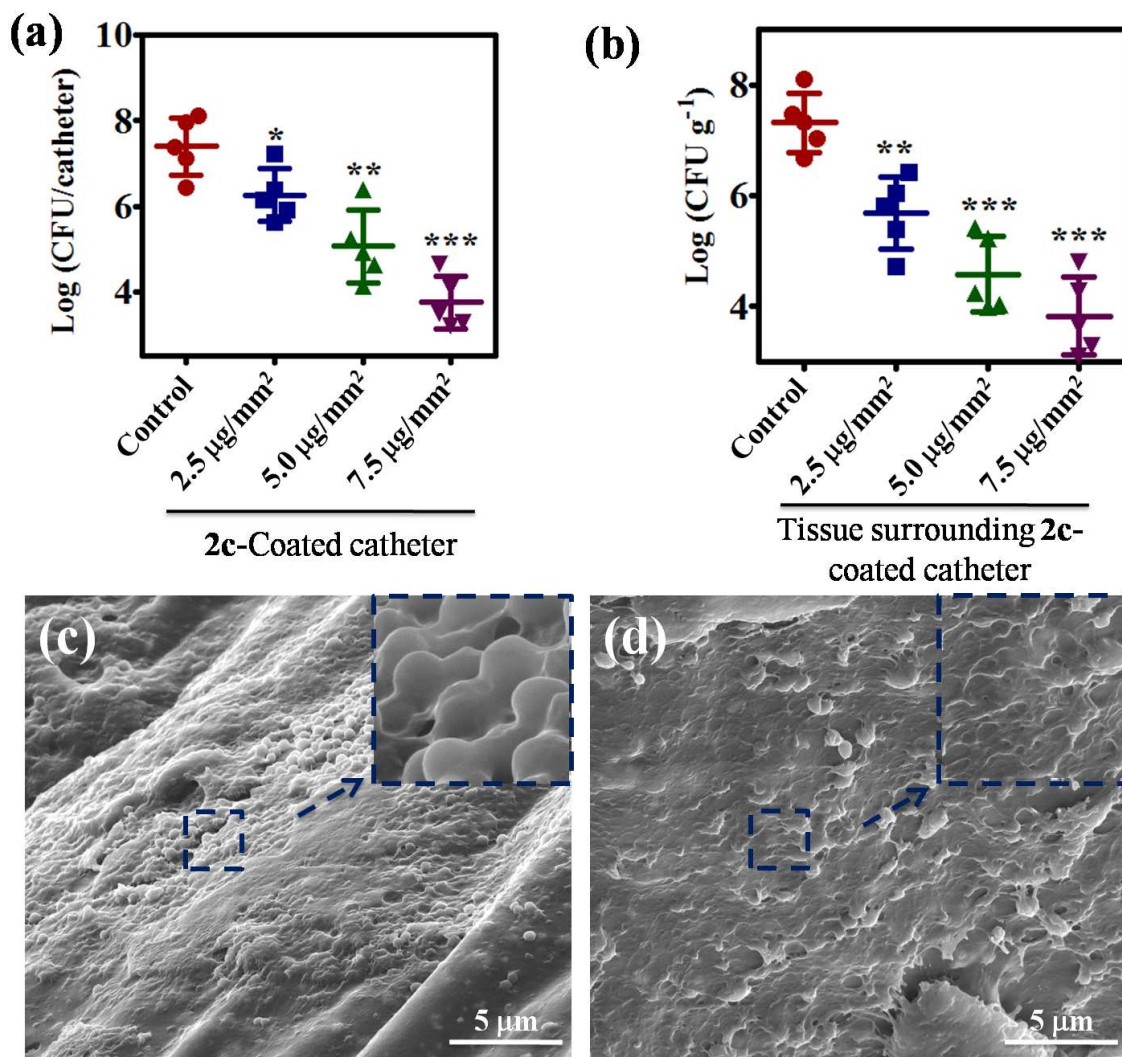 (a)
10
8
6
4
Log (CFU/catheter)
*
**
***
Control
2.5 μg/mm²
5.0 μg/mm²
7.5 μg/mm²
2c-Coated catheter
(b)
8
6
4
Log (CFU g⁻¹)
**
***
***
Control
2.5 μg/mm²
5.0 μg/mm²
7.5 μg/mm²
Tissue surrounding 2c-
coated catheter
(c)
5 μm
(d)
5 μm